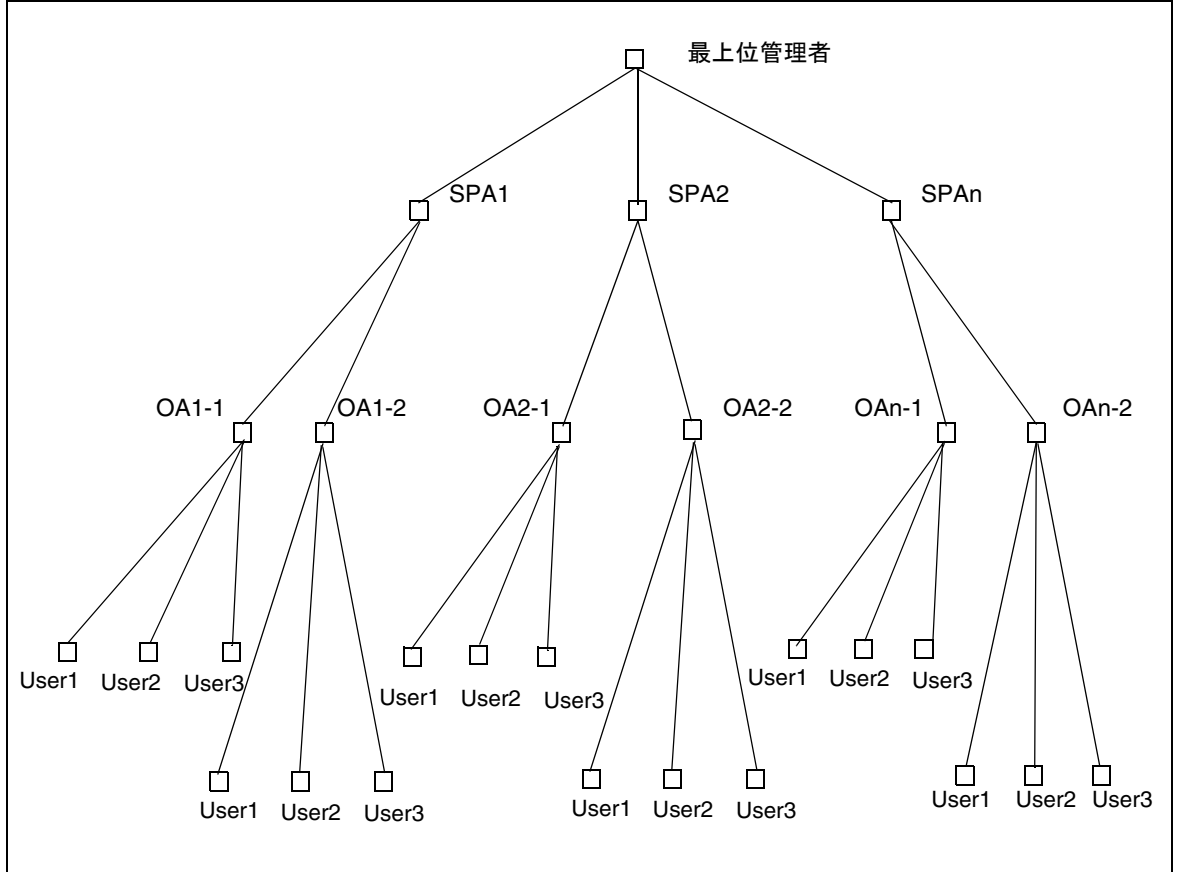 最上位管理者
SPA1
SPA2
SPAn
OA1-1
OA1-2
OA2-1
OA2-2
OAn-1
OAn-2
User1
User2
User3
User1
User2
User3
User1
User2
User3
User1
User2
User3
User1
User2
User3
User1
User2
User3